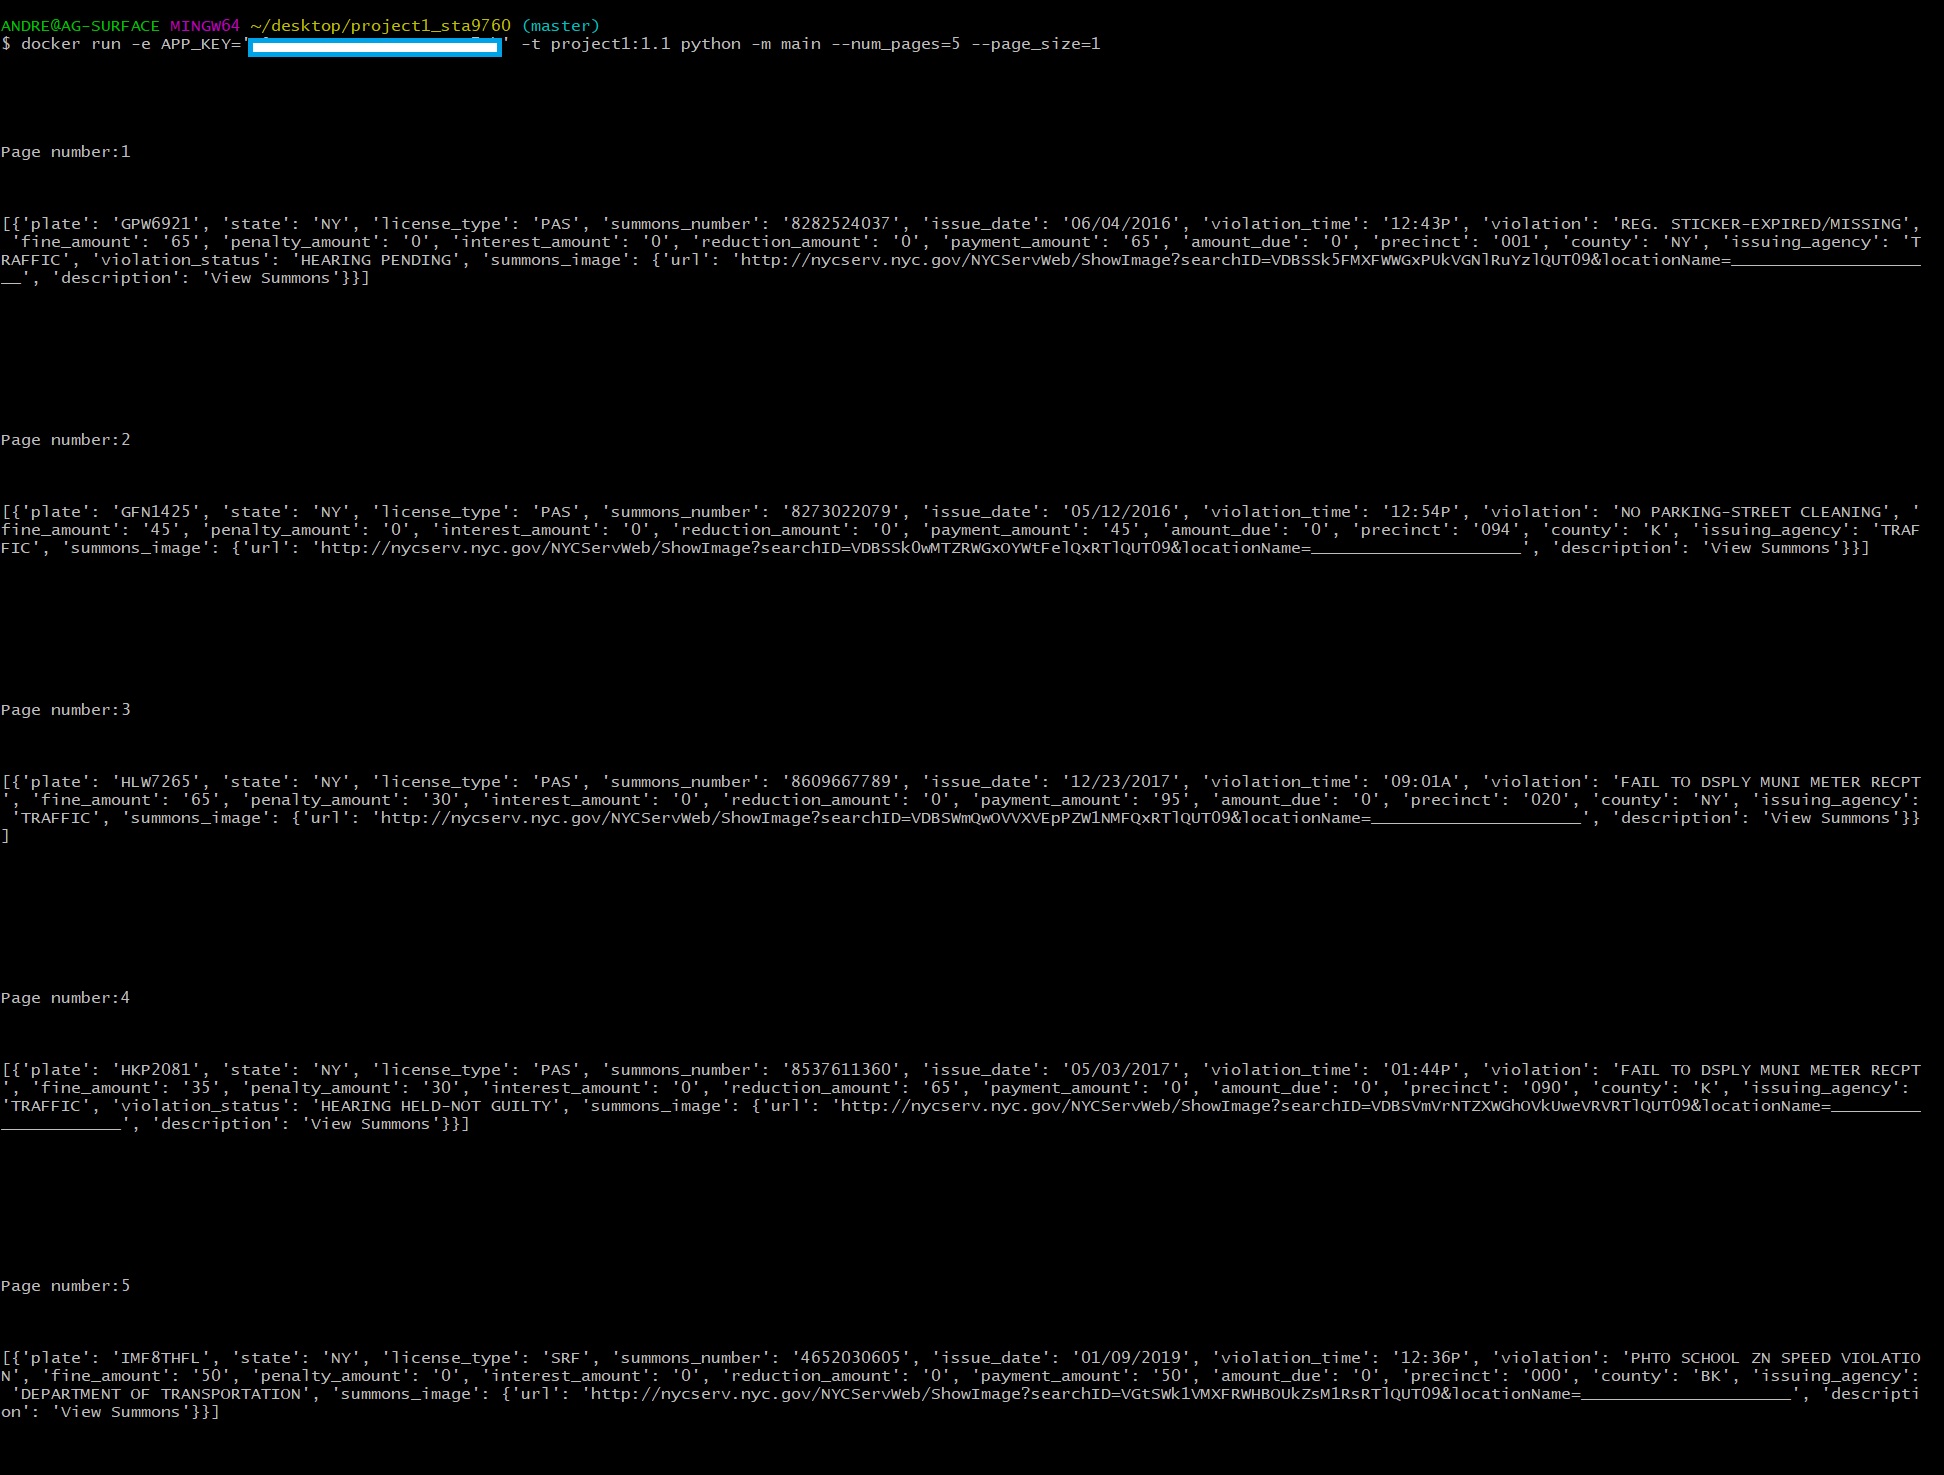 ANDRE@AG-SURFACE MINGW64 ~/desktop/project1_sta9760 (master)
$ docker run -e APP_KEY=' ' -t project1:1.1 python -m main --num_pages=5 --page_size=1
Page number:1
[{'plate': 'GPW6921', 'state': 'NY', 'license_type': 'PAS', 'summons_number': '8282524037', 'issue_date': '06/04/2016', 'violation_time': '12:43P', 'violation': 'REG. STICKER-EXPIRED/MISSING',
'fine_amount': '65', 'penalty_amount': '0', 'interest_amount': '0', 'reduction_amount': '0', 'payment_amount': '65', 'amount_due': '0', 'precinct': '001', 'county': 'NY', 'issuing_agency': 'T
RAFFIC', 'violation_status': 'HEARING PENDING', 'summons_image': {'url': 'http://nycserv.nyc.gov/NYCServWeb/ShowImage?searchID=VDBSSk5FMXFWWGxPUkVGNlRuYzlQUT09&locationName=___________________
__', 'description': 'View Summons'}}]
Page number:2
[{'plate': 'GFN1425', 'state': 'NY', 'license_type': 'PAS', 'summons_number': '8273022079', 'issue_date': '05/12/2016', 'violation_time': '12:54P', 'violation': 'NO PARKING-STREET CLEANING', '
fine_amount': '45', 'penalty_amount': '0', 'interest_amount': '0', 'reduction_amount': '0', 'payment_amount': '45', 'amount_due': '0', 'precinct': '094', 'county': 'K', 'issuing_agency': 'TRAF
FIC', 'summons_image': {'url': 'http://nycserv.nyc.gov/NYCServWeb/ShowImage?searchID=VDBSSk0wMTZRWGxOYWtFelQxRTlQUT09&locationName=_____________________', 'description': 'View Summons'}}]
Page number:3
[{'plate': 'HLW7265', 'state': 'NY', 'license_type': 'PAS', 'summons_number': '8609667789', 'issue_date': '12/23/2017', 'violation_time': '09:01A', 'violation': 'FAIL TO DSPLY MUNI METER RECPT
', 'fine_amount': '65', 'penalty_amount': '30', 'interest_amount': '0', 'reduction_amount': '0', 'payment_amount': '95', 'amount_due': '0', 'precinct': '020', 'county': 'NY', 'issuing_agency':
'TRAFFIC', 'summons_image': {'url': 'http://nycserv.nyc.gov/NYCServWeb/ShowImage?searchID=VDBSWmQwOVVXVEpPZW1NMFQxRTlQUT09&locationName=_____________________', 'description': 'View Summons'}}
]
Page number:4
[{'plate': 'HKP2081', 'state': 'NY', 'license_type': 'PAS', 'summons_number': '8537611360', 'issue_date': '05/03/2017', 'violation_time': '01:44P', 'violation': 'FAIL TO DSPLY MUNI METER RECPT
', 'fine_amount': '35', 'penalty_amount': '30', 'interest_amount': '0', 'reduction_amount': '65', 'payment_amount': '0', 'amount_due': '0', 'precinct': '090', 'county': 'K', 'issuing_agency':
'TRAFFIC', 'violation_status': 'HEARING HELD-NOT GUILTY', 'summons_image': {'url': 'http://nycserv.nyc.gov/NYCServWeb/ShowImage?searchID=VDBSVmVrNTZXWGhOVkUweVRVRTlQUT09&locationName=_________
____________', 'description': 'View Summons'}}]
Page number:5
[{'plate': 'IMF8THFL', 'state': 'NY', 'license_type': 'SRF', 'summons_number': '4652030605', 'issue_date': '01/09/2019', 'violation_time': '12:36P', 'violation': 'PHTO SCHOOL ZN SPEED VIOLATIO
N', 'fine_amount': '50', 'penalty_amount': '0', 'interest_amount': '0', 'reduction_amount': '0', 'payment_amount': '50', 'amount_due': '0', 'precinct': '000', 'county': 'BK', 'issuing_agency':
'DEPARTMENT OF TRANSPORTATION', 'summons_image': {'url': 'http://nycserv.nyc.gov/NYCServWeb/ShowImage?searchID=VGtSWk1VMXFRWHBOUkZsM1RsRTlQUT09&locationName=_____________________', 'descripti
on': 'View Summons'}}]